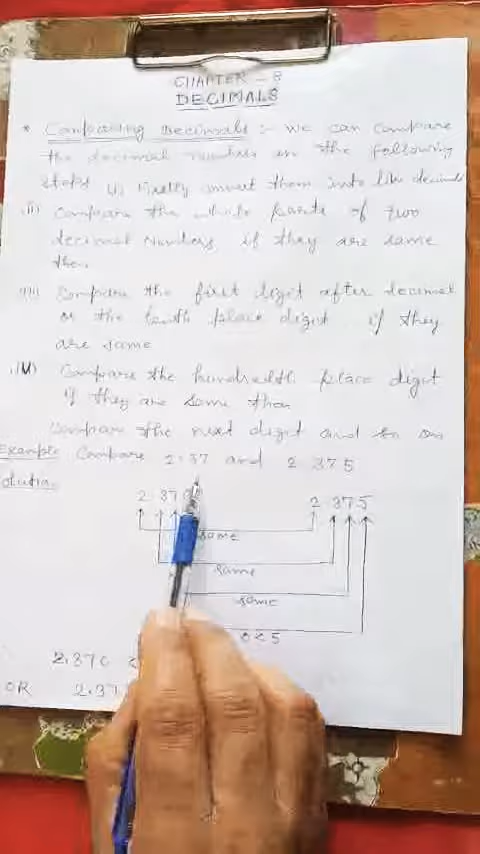 CHAPTER - 8
DECIMALS
* Comparing Decimals :- We can compare
the decimal numbers in the following
steps (i) Firstly convert them into like decimals
(ii) Compare the whole parts of two
decimal numbers if they are same
then
(iii) Compare the first digit after decimal
or the tenth place digit if they
are same
(iv) Compare the hundredth place digit
if they are same then
Compare the next digit and so on
Example Compare 2.37 and 2.375
Solution
2 37 2 375
same
same
same
0 < 5
2.370 <
OR 2.37